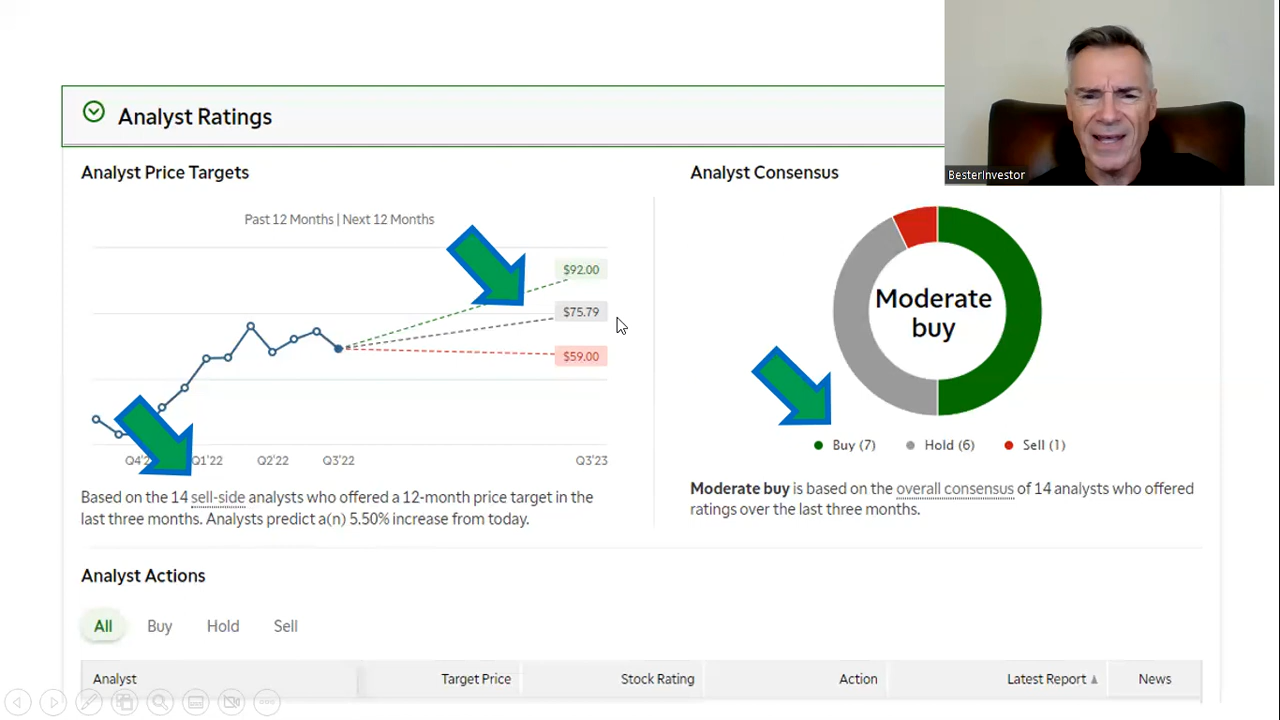 Analyst Ratings
BesterInvestor
Analyst Price Targets
Past 12 Months | Next 12 Months
$92.00
$75.79
$59.00
Q1'22
Q2'22
Q3'22
Q3'23
Based on the 14 sell-side analysts who offered a 12-month price target in the
last three months. Analysts predict a(n) 5.50% increase from today.
Analyst Consensus
Moderate
buy
Buy (7)
Hold (6)
Sell (1)
Moderate buy is based on the overall consensus of 14 analysts who offered
ratings over the last three months.
Analyst Actions
All
Buy
Hold
Sell
Analyst
Target Price
Stock Rating
Action
Latest Report
News